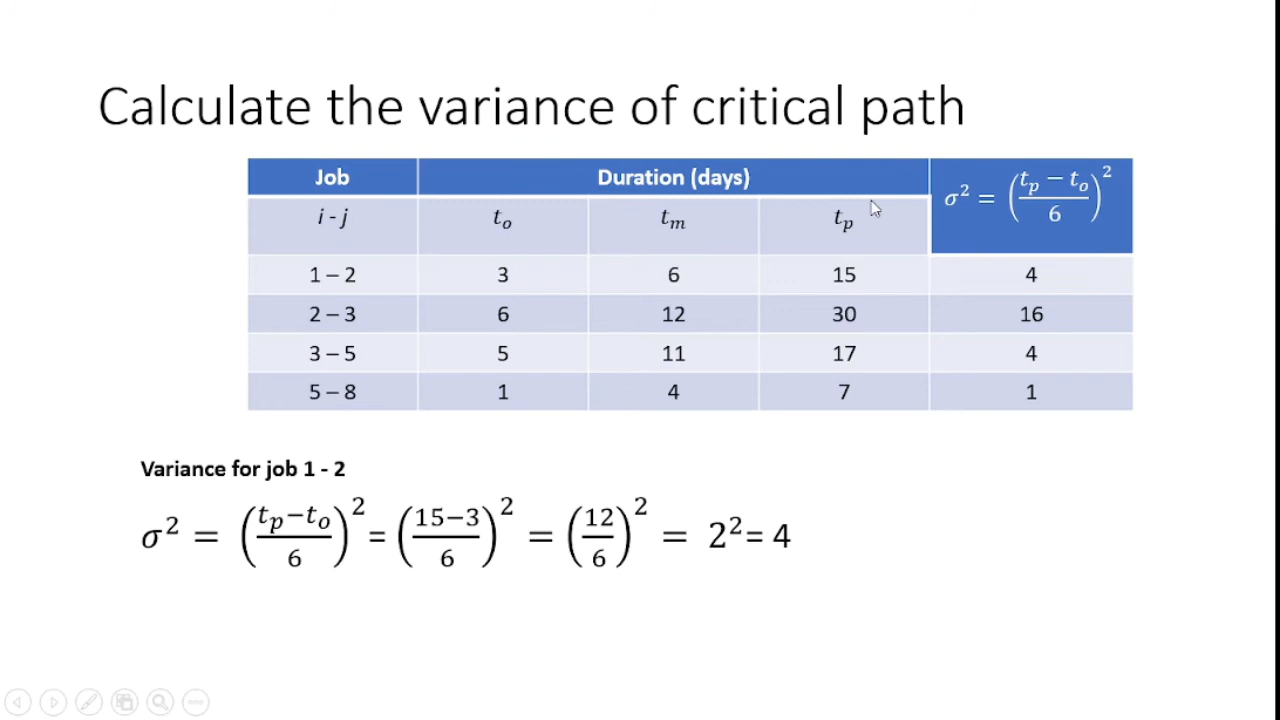 Calculate the variance of critical path
Job Duration (days) σ² = ((tₚ − tₒ)/6)²
i - j tₒ tₘ tₚ
1 – 2 3 6 15 4
2 – 3 6 12 30 16
3 – 5 5 11 17 4
5 – 8 1 4 7 1
Variance for job 1 - 2
σ² = ((tₚ−tₒ)/6)² = ((15−3)/6)² = (12/6)² = 2² = 4